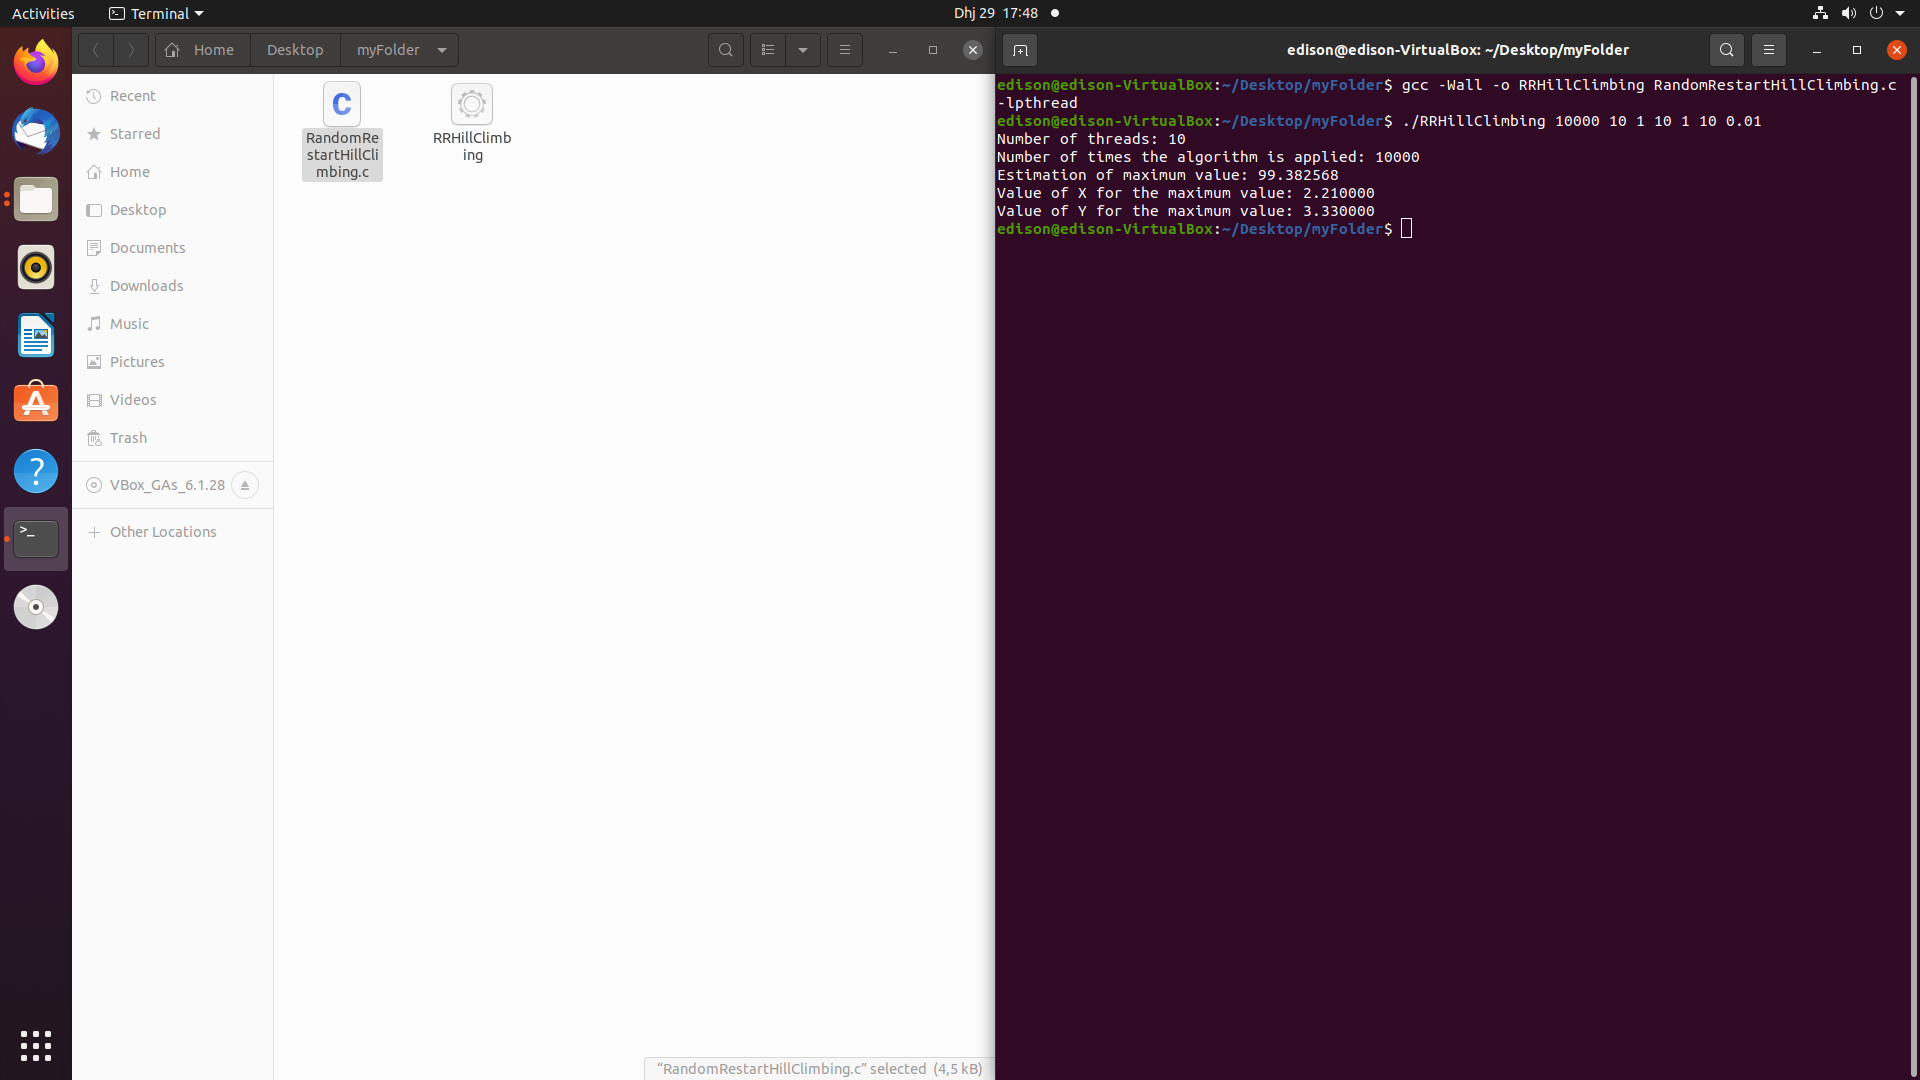 Activities
Terminal
Dhj 29 17:48
Home
Desktop
myFolder
Recent
Starred
Home
Desktop
Documents
Downloads
Music
Pictures
Videos
Trash
VBox_GAs_6.1.28
Other Locations
C
RandomRe
startHillCli
mbing.c
RRHillClimb
ing
"RandomRestartHillClimbing.c" selected (4,5 kB)
edison@edison-VirtualBox: ~/Desktop/myFolder
edison@edison-VirtualBox:~/Desktop/myFolder$ gcc -Wall -o RRHillClimbing RandomRestartHillClimbing.c
-lpthread
edison@edison-VirtualBox:~/Desktop/myFolder$ ./RRHillClimbing 10000 10 1 10 1 10 0.01
Number of threads: 10
Number of times the algorithm is applied: 10000
Estimation of maximum value: 99.382568
Value of X for the maximum value: 2.210000
Value of Y for the maximum value: 3.330000
edison@edison-VirtualBox:~/Desktop/myFolder$